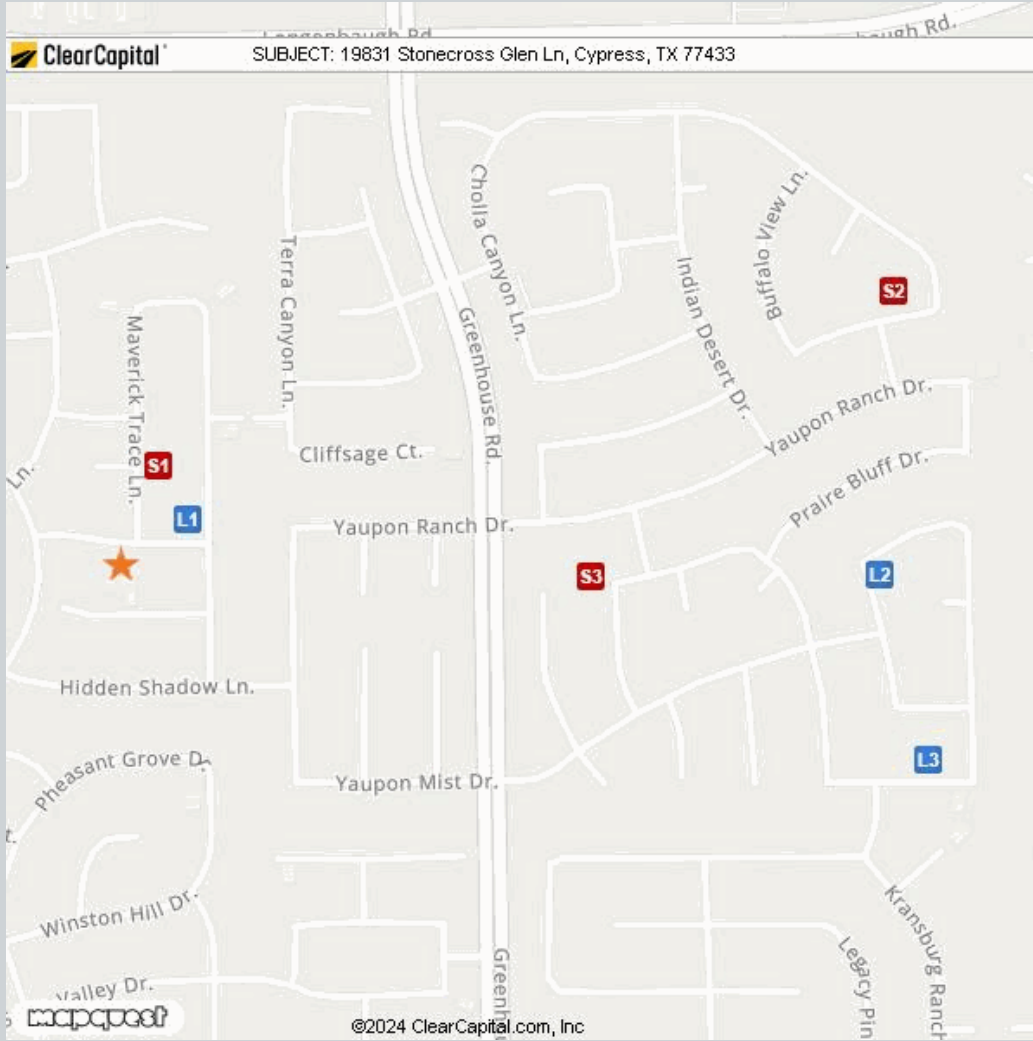 Longenbaugh Rd.
ClearCapital
SUBJECT: 19831 Stonecross Glen Ln, Cypress, TX 77433
Cholla Canyon Ln.
Buffalo View Ln.
Terra Canyon Ln.
Indian Desert Dr.
S2
Maverick Trace Ln.
Greenhouse Rd.
Yaupon Ranch Dr.
Cliffsage Ct.
S1
Ln.
Praire Bluff Dr.
L1
Yaupon Ranch Dr.
S3
L2
Hidden Shadow Ln.
Pheasant Grove D.
L3
Yaupon Mist Dr.
Winston Hill Dr.
Kransburg Ranch
Legacy Pin
Valley Dr.
mapquest
©2024 ClearCapital.com, Inc